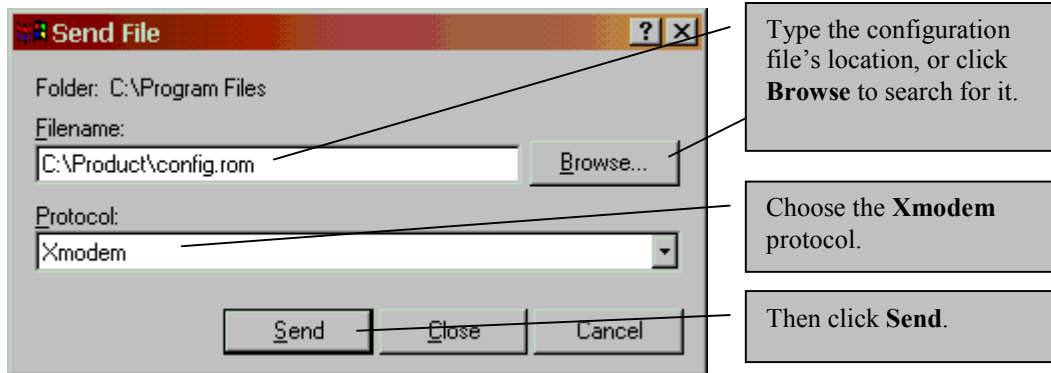 Send File
Folder: C:\Program Files
Filename:
C:\Product\config.rom
Browse...
Protocol:
Xmodem
Send
Close
Cancel
Type the configuration
file’s location, or click
Browse to search for it.
Choose the Xmodem
protocol.
Then click Send.